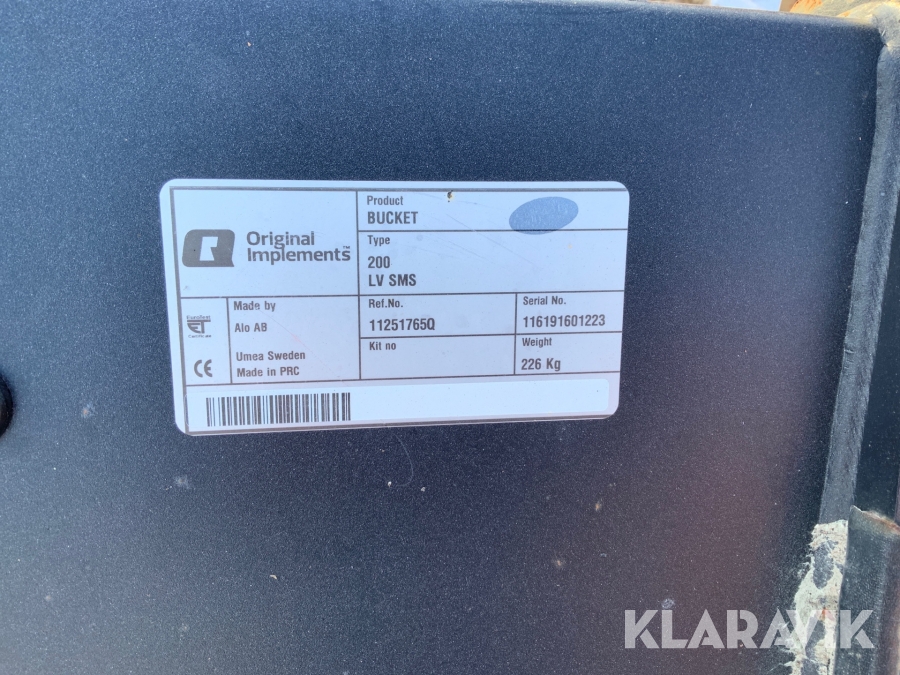 Original
Implements™
Product
BUCKET
Type
200
LV SMS
Made by
Alo AB
Umea Sweden
Made in PRC
Ref.No.
11251765Q
Serial No.
116191601223
Kit no
Weight
226 Kg
CE
KLARAVIK